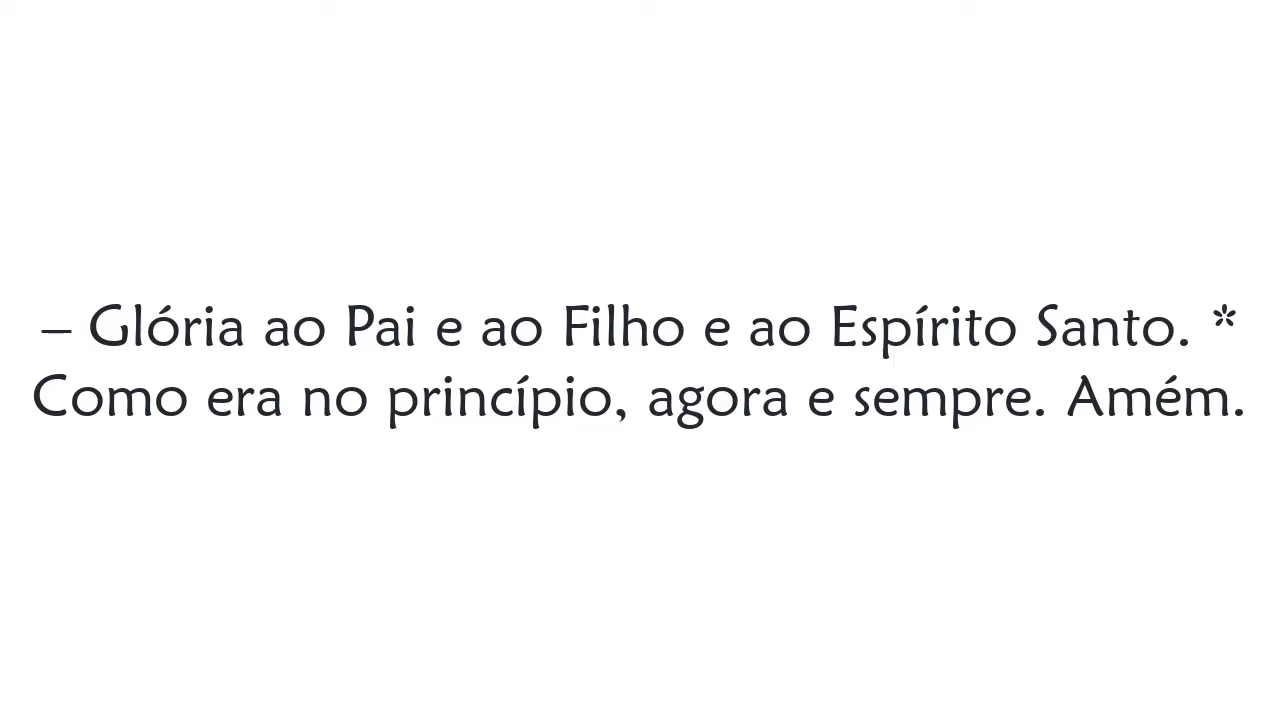 – Glória ao Pai e ao Filho e ao Espírito Santo. *
Como era no princípio, agora e sempre. Amém.